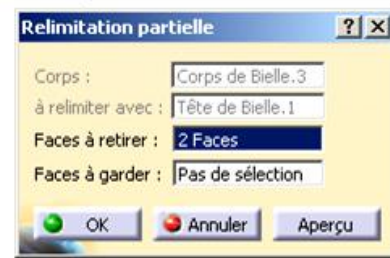 Relimitation partielle
Corps : Corps de Bielle.3
à relimiter avec : Tête de Bielle.1
Faces à retirer : 2 Faces
Faces à garder : Pas de sélection
OK Annuler Aperçu